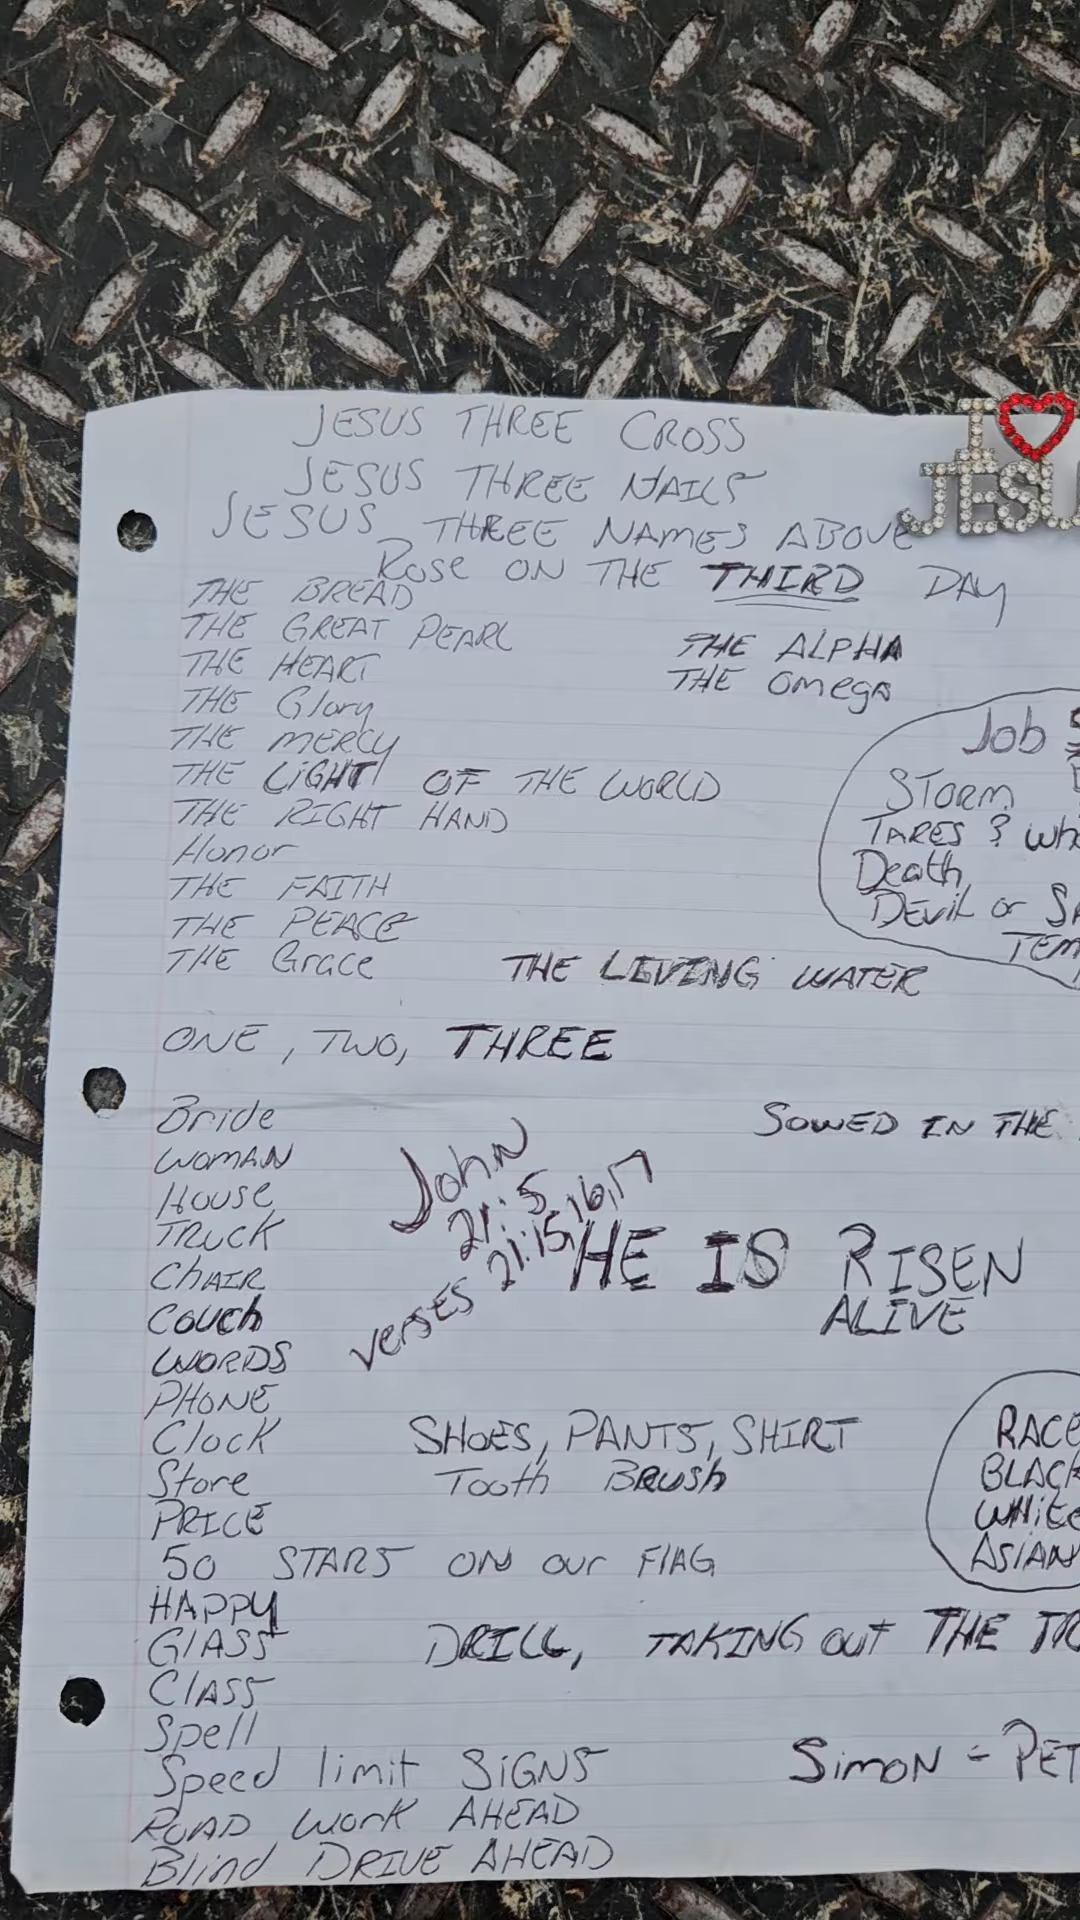 JESUS THREE CROSS
JESUS THREE NAILS
JESUS THREE NAMES ABOVE
Rose ON THE THIRD DAY
I ❤ JESU
THE BREAD
THE GREAT PEARL
THE HEART
THE Glory
THE MERCY
THE LIGHT OF THE WORLD
THE RIGHT HAND
Honor
THE FAITH
THE PEACE
THE Grace
THE ALPHA
THE OmegA
Job
STORM
TARES &
Death
DEVIL or
THE LIVING WATER
ONE, TWO, THREE
Bride
WOMAN
House
TRUCK
CHAIR
Couch
WORDS
PHONE
Clock
Store
PRICE
50 STARS ON our FlAG
HAPPY
GlASS
ClASS
Spell
Speed limit SiGNS
ROAD WORK AHEAD
Blind DRIVE AHEAD
SOWED IN THE
John
21:5
21:15,16,17
VERSES
HE IS RISEN
ALIVE
SHOES, PANTS, SHIRT
Tooth Brush
RACE
BLACK
WHite
ASIAN
DRILL, TAKING out THE
Simon = PET